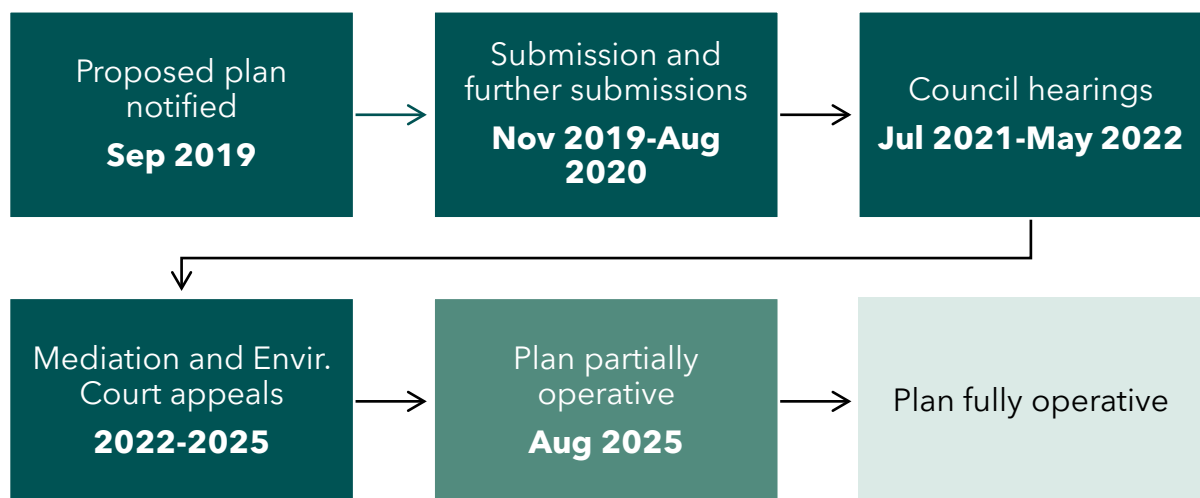 Proposed plan
notified
Sep 2019
Submission and
further submissions
Nov 2019-Aug
2020
Council hearings
Jul 2021-May 2022
Mediation and Envir.
Court appeals
2022-2025
Plan partially
operative
Aug 2025
Plan fully operative